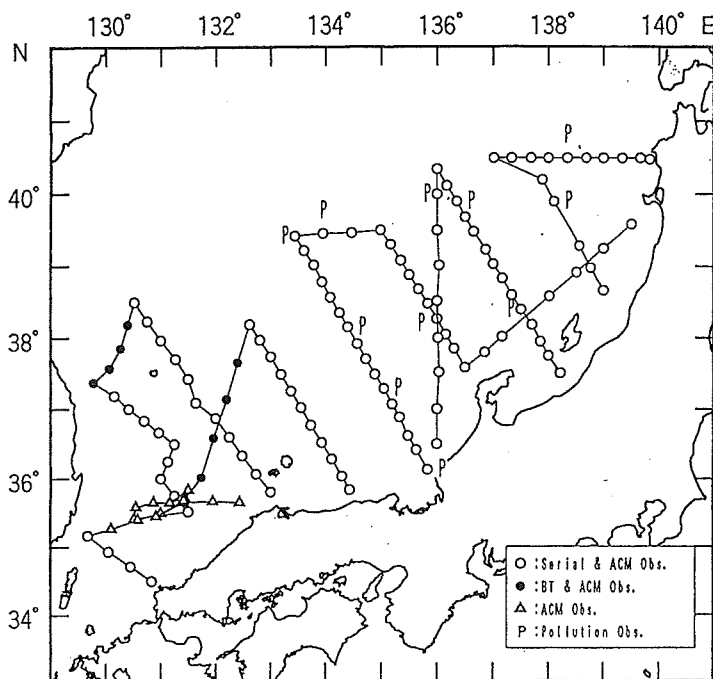 130° 132° 134° 136° 138° 140° E
N
40°
38°
36°
34°
P
P
P
P
P
P
P
P
P
P
P
P
○ :Serial & ACM Obs.
● :BT & ACM Obs.
△ :ACM Obs.
P :Pollution Obs.